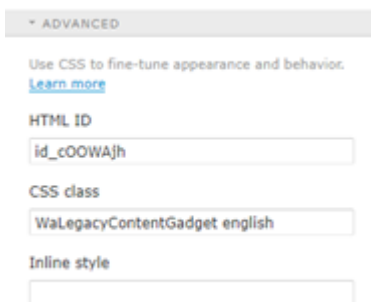 ADVANCED
Use CSS to fine-tune appearance and behavior.
Learn more
HTML ID
id_cOOWAjh
CSS class
WaLegacyContentGadget english
Inline style